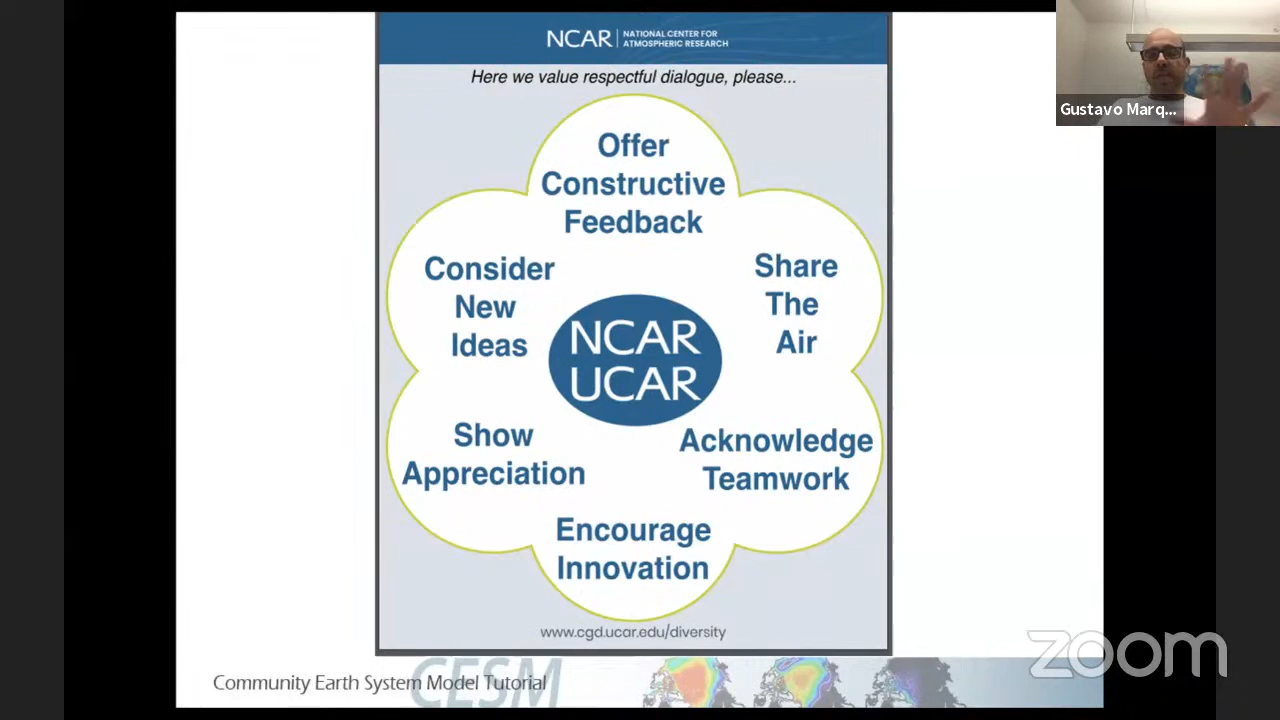 NCAR
NATIONAL CENTER FOR
ATMOSPHERIC RESEARCH
Here we value respectful dialogue, please...
Offer
Constructive
Feedback
Consider
New
Ideas
Share
The
Air
NCAR
UCAR
Show
Appreciation
Acknowledge
Teamwork
Encourage
Innovation
www.cgd.ucar.edu/diversity
CESM
Community Earth System Model Tutorial
Gustavo Marq...
zoom